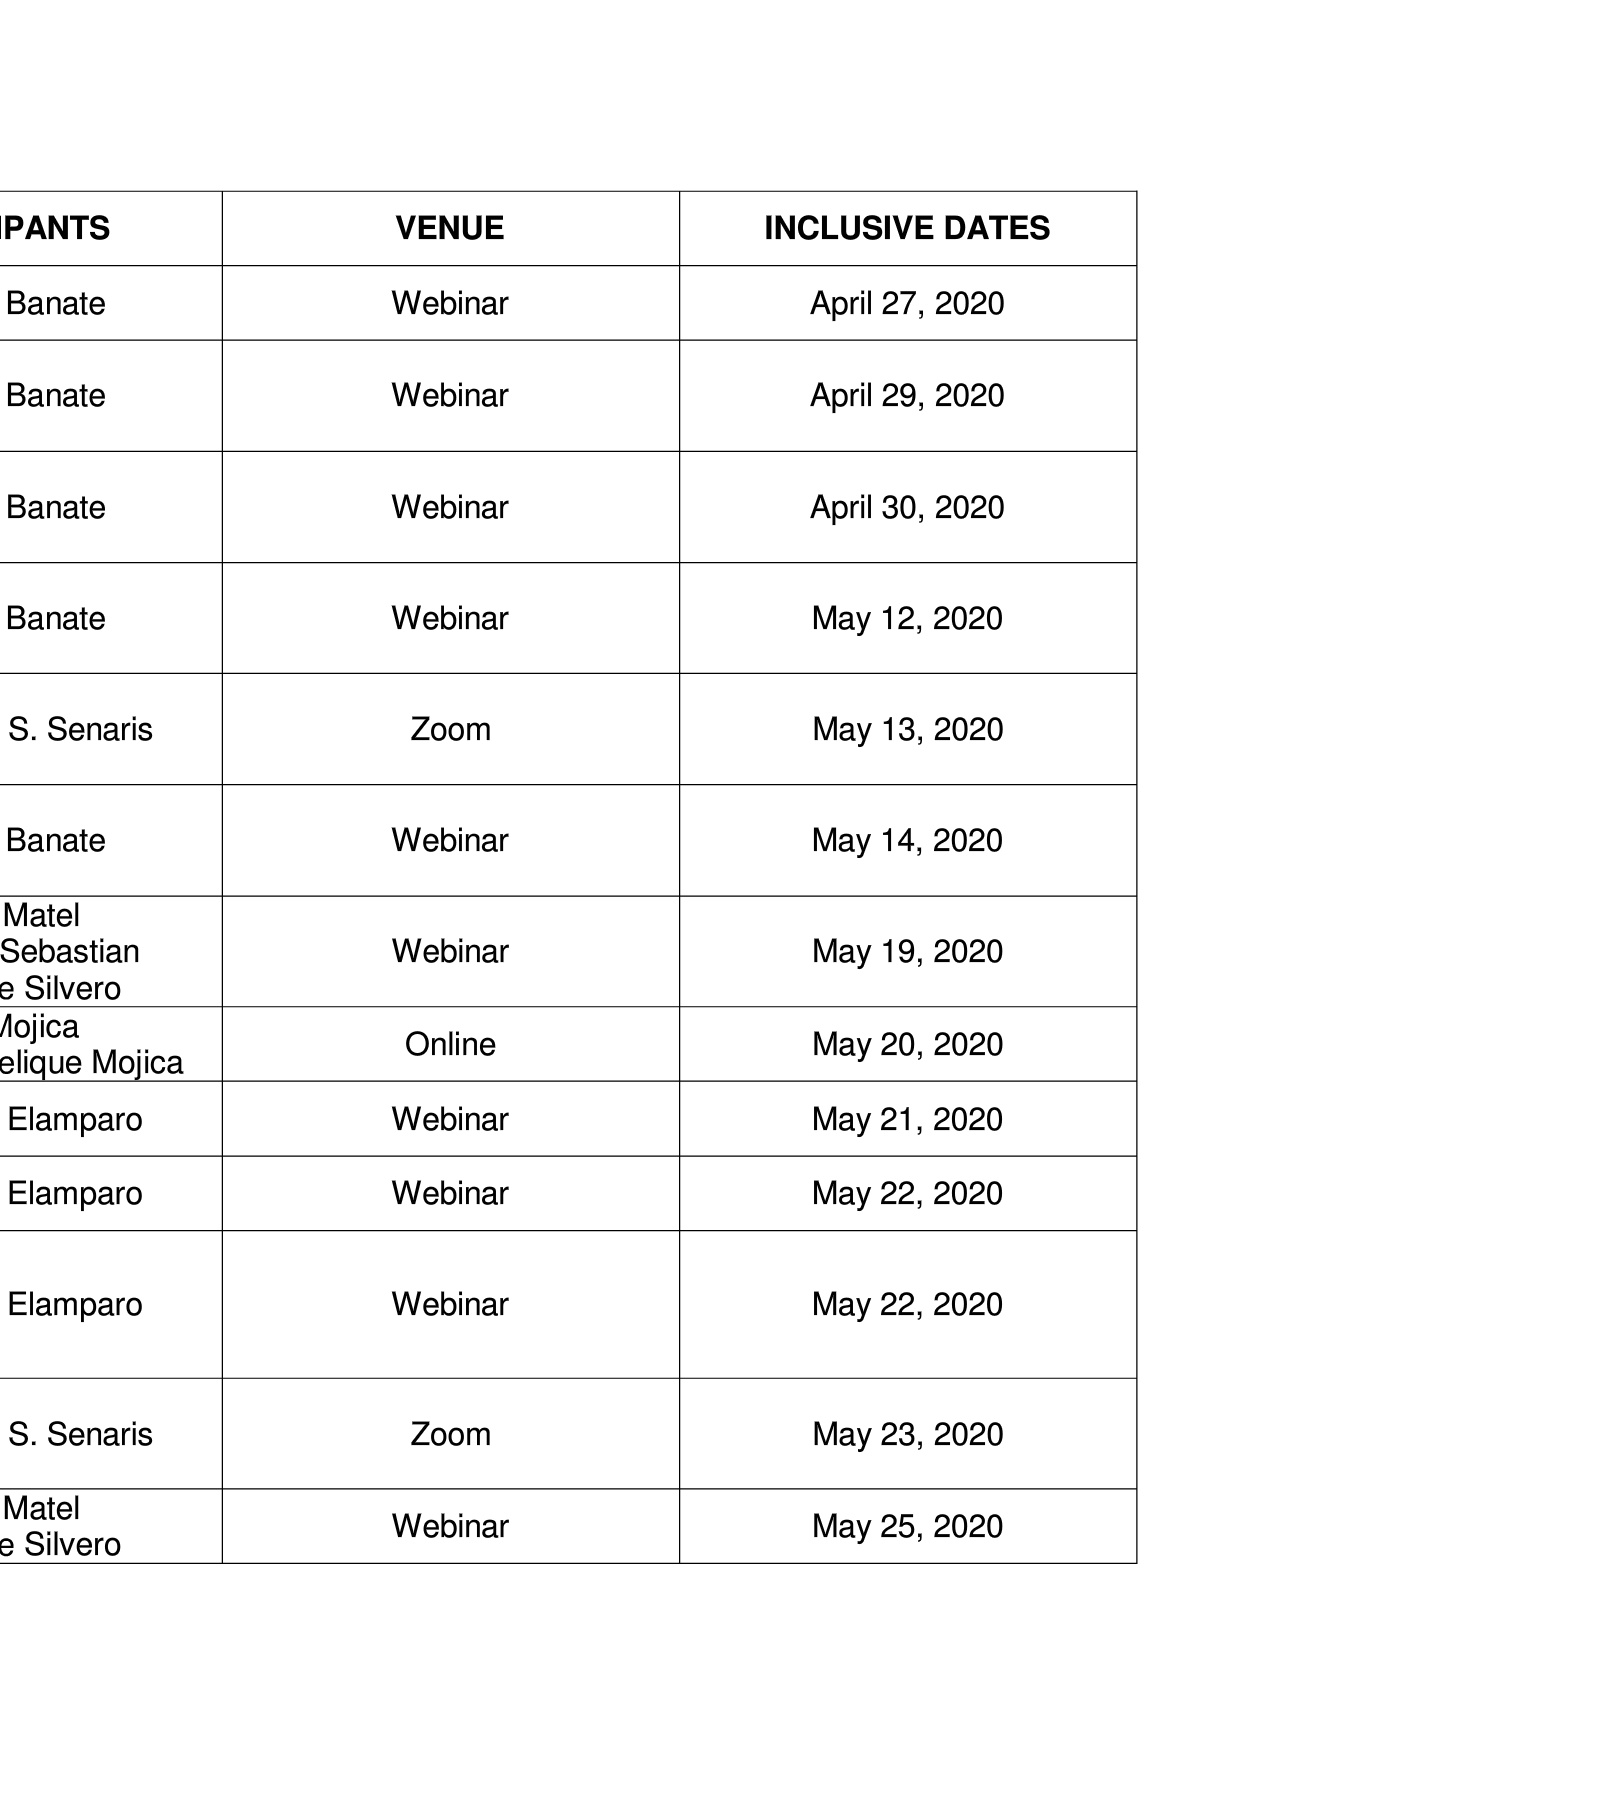 IPANTS VENUE INCLUSIVE DATES
Banate Webinar April 27, 2020
Banate Webinar April 29, 2020
Banate Webinar April 30, 2020
Banate Webinar May 12, 2020
S. Senaris Zoom May 13, 2020
Banate Webinar May 14, 2020
Matel
Sebastian Webinar May 19, 2020
e Silvero
Mojica
elique Mojica Online May 20, 2020
Elamparo Webinar May 21, 2020
Elamparo Webinar May 22, 2020
Elamparo Webinar May 22, 2020
S. Senaris Zoom May 23, 2020
Matel
e Silvero Webinar May 25, 2020